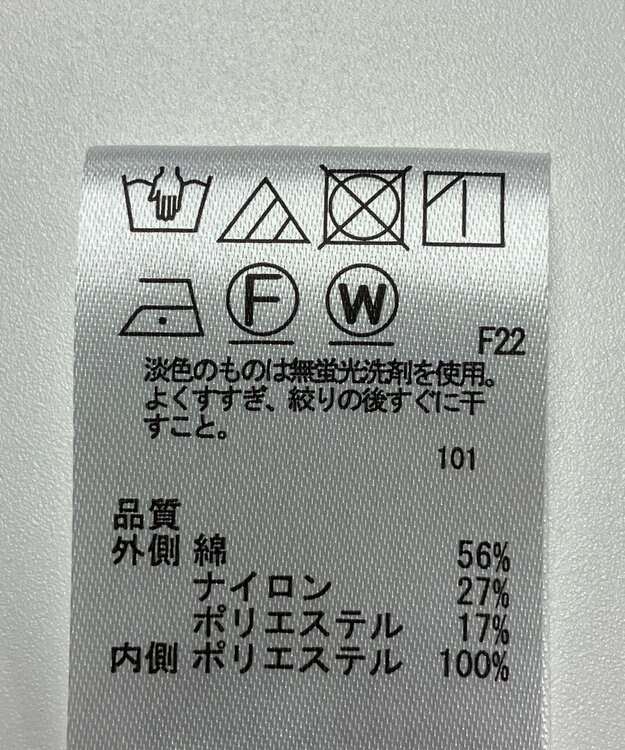 F W
F22
淡色のものは無蛍光洗剤を使用。
よくすすぎ、絞りの後すぐに干
すこと。
101
品質
外側 綿 56%
ナイロン 27%
ポリエステル 17%
内側 ポリエステル 100%